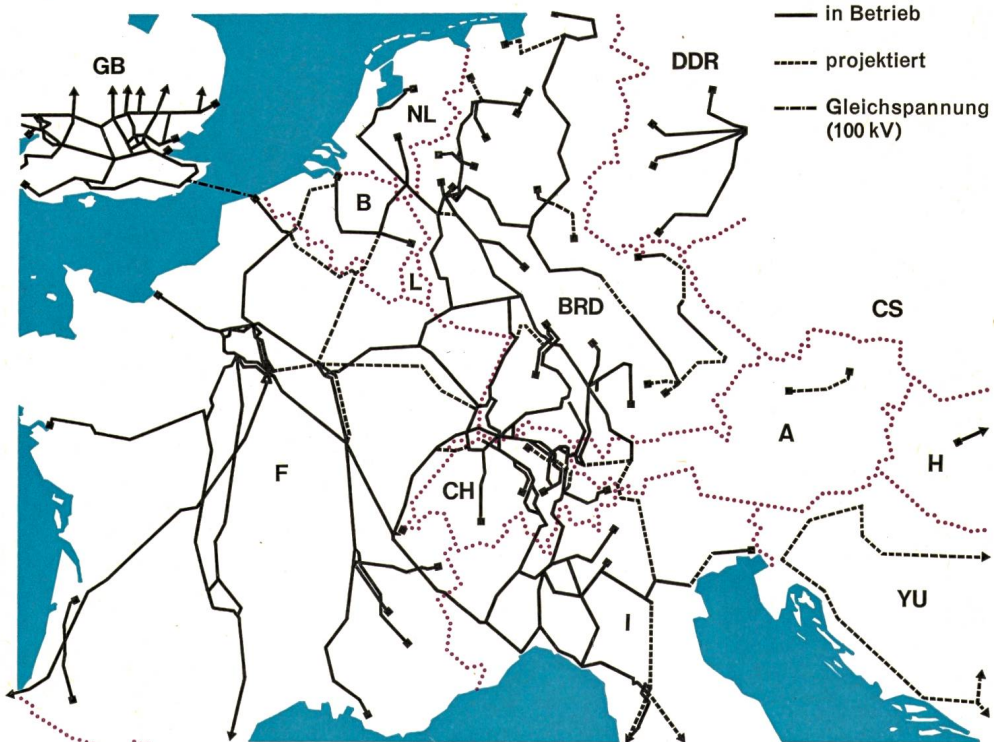 in Betrieb
projektiert
Gleichspannung
(100 kV)
GB
DDR
NL
B
L
BRD
CS
A
H
F
CH
I
YU